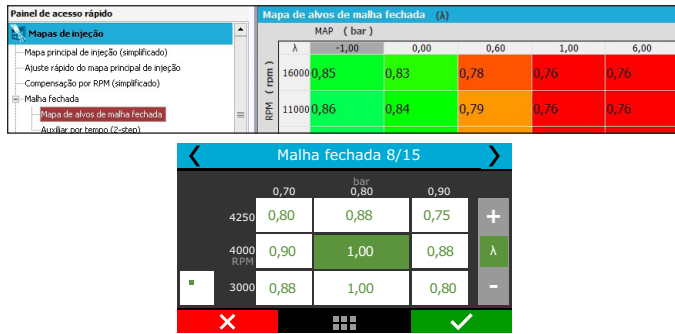 Painel de acesso rápido
Mapas de injeção
Mapa principal de injeção (simplificado)
Ajuste rápido do mapa principal de injeção
Compensação por RPM (simplificado)
Malha fechada
Mapa de alvos de malha fechada
Auxiliar por tempo (2-step)
Mapa de alvos de malha fechada (λ)
MAP ( bar )
λ -1,00 0,00 0,60 1,00 6,00
RPM ( rpm )
16000 0,85 0,83 0,78 0,76 0,76
11000 0,86 0,84 0,79 0,76 0,76
Malha fechada 8/15
bar
0,70 0,80 0,90
4250 0,80 0,88 0,75 +
4000 0,90 1,00 0,88 λ
RPM
3000 0,88 1,00 0,80 -